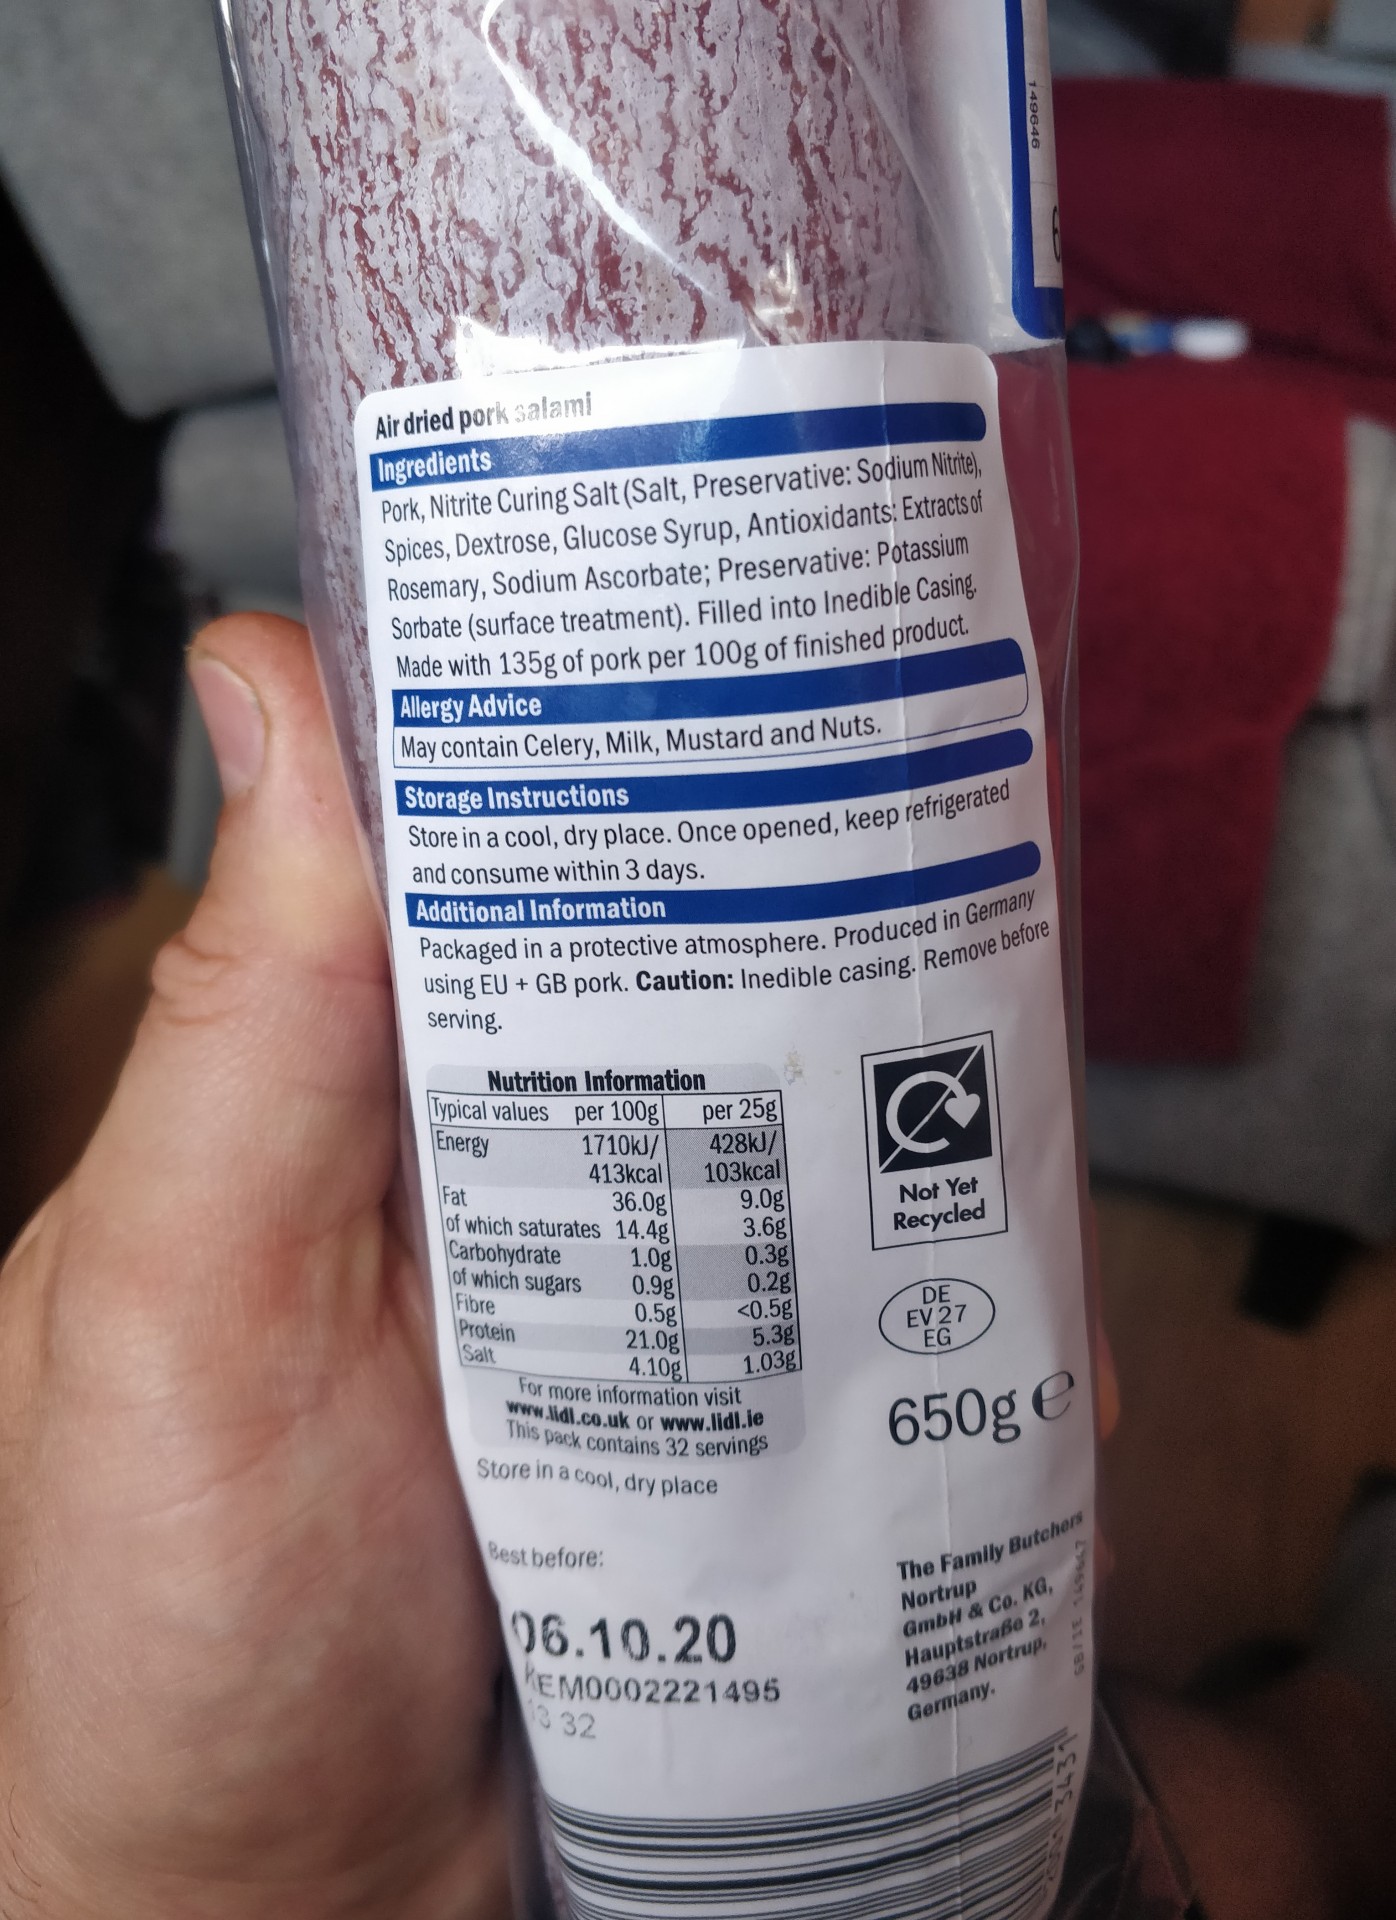 149646
Air dried pork salami
Ingredients
Pork, Nitrite Curing Salt (Salt, Preservative: Sodium Nitrite),
Spices, Dextrose, Glucose Syrup, Antioxidants: Extracts of
Rosemary, Sodium Ascorbate; Preservative: Potassium
Sorbate (surface treatment). Filled into Inedible Casing.
Made with 135g of pork per 100g of finished product.
Allergy Advice
May contain Celery, Milk, Mustard and Nuts.
Storage Instructions
Store in a cool, dry place. Once opened, keep refrigerated
and consume within 3 days.
Additional Information
Packaged in a protective atmosphere. Produced in Germany
using EU + GB pork. Caution: Inedible casing. Remove before
serving.
Nutrition Information
Typical values per 100g per 25g
Energy 1710kJ/ 428kJ/
413kcal 103kcal
Fat 36.0g 9.0g
of which saturates 14.4g 3.6g
Carbohydrate 1.0g 0.3g
of which sugars 0.9g 0.2g
Fibre 0.5g <0.5g
Protein 21.0g 5.3g
Salt 4.10g 1.03g
For more information visit
www.lidl.co.uk or www.lidl.ie
This pack contains 32 servings
Store in a cool, dry place
Not Yet
Recycled
DE
EV 27
EG
650g e
Best before:
06.10.20
KEM0002221495
13 32
The Family Butchers
Nortrup
GmbH & Co. KG,
Hauptstraße 2,
49638 Nortrup,
Germany.
GB/IE 149647